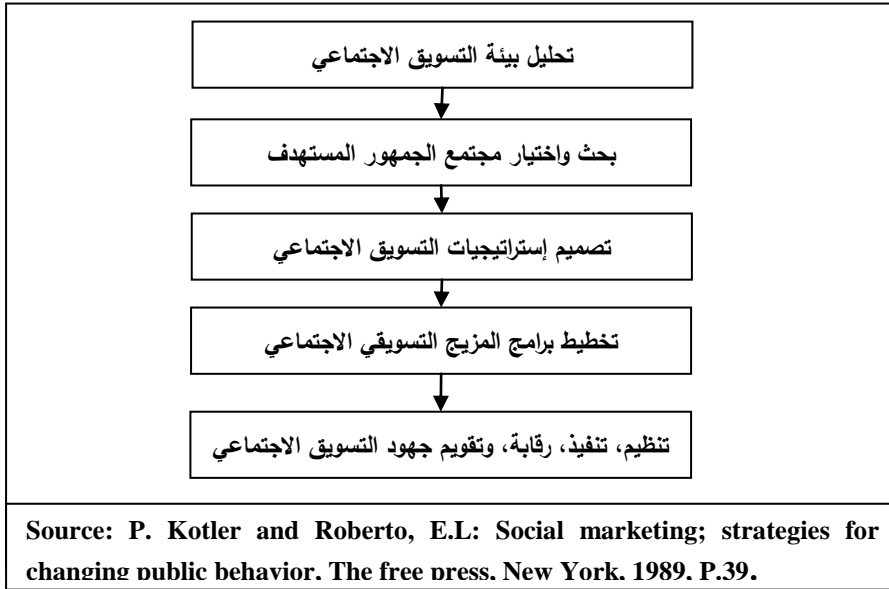 تحليل بيئة التسويق الاجتماعي
بحث واختيار مجتمع الجمهور المستهدف
تصميم إستراتيجيات التسويق الاجتماعي
تخطيط برامج المزيج التسويقي الاجتماعي
تنظيم، تنفيذ، رقابة، وتقويم جهود التسويق الاجتماعي
Source: P. Kotler and Roberto, E.L: Social marketing; strategies for
changing public behavior, The free press, New York, 1989, P.39.